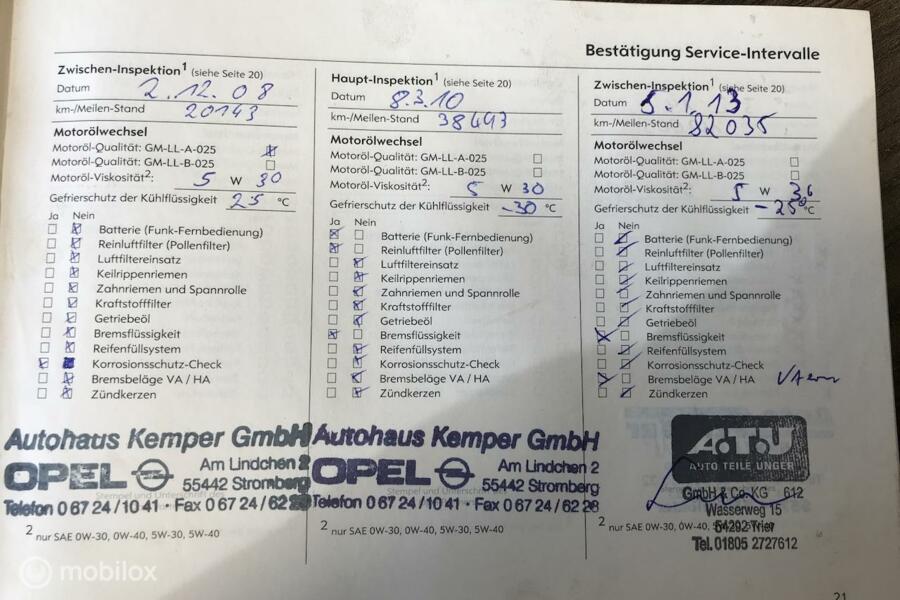 Bestätigung Service-Intervalle
Zwischen-Inspektion¹ (siehe Seite 20)
Datum 2.12.08
km-/Meilen-Stand 20143
Motorölwechsel
Motoröl-Qualität: GM-LL-A-025
Motoröl-Qualität: GM-LL-B-025
Motoröl-Viskosität²: 5 W 30
Gefrierschutz der Kühlflüssigkeit 25 °C
Ja Nein
Batterie (Funk-Fernbedienung)
Reinluftfilter (Pollenfilter)
Luftfiltereinsatz
Keilrippenriemen
Zahnriemen und Spannrolle
Kraftstofffilter
Getriebeöl
Bremsflüssigkeit
Reifenfüllsystem
Korrosionsschutz-Check
Bremsbeläge VA / HA
Zündkerzen
Autohaus Kemper GmbH
OPEL Am Lindchen 2
55442 Stromberg
Telefon 0 67 24 / 10 41 · Fax 0 67 24 / 62 28
² nur SAE 0W-30, 0W-40, 5W-30, 5W-40
Haupt-Inspektion¹ (siehe Seite 20)
Datum 8.3.10
km-/Meilen-Stand 38493
Motorölwechsel
Motoröl-Qualität: GM-LL-A-025
Motoröl-Qualität: GM-LL-B-025
Motoröl-Viskosität²: 5 W 30
Gefrierschutz der Kühlflüssigkeit -30 °C
Ja Nein
Batterie (Funk-Fernbedienung)
Reinluftfilter (Pollenfilter)
Luftfiltereinsatz
Keilrippenriemen
Zahnriemen und Spannrolle
Kraftstofffilter
Getriebeöl
Bremsflüssigkeit
Reifenfüllsystem
Korrosionsschutz-Check
Bremsbeläge VA / HA
Zündkerzen
Autohaus Kemper GmbH
OPEL Am Lindchen 2
55442 Stromberg
Telefon 0 67 24 / 10 41 · Fax 0 67 24 / 62 28
² nur SAE 0W-30, 0W-40, 5W-30, 5W-40
Zwischen-Inspektion¹ (siehe Seite 20)
Datum 8.1.13
km-/Meilen-Stand 82035
Motorölwechsel
Motoröl-Qualität: GM-LL-A-025
Motoröl-Qualität: GM-LL-B-025
Motoröl-Viskosität²: 5 W
Gefrierschutz der Kühlflüssigkeit -25 °C
Ja Nein
Batterie (Funk-Fernbedienung)
Reinluftfilter (Pollenfilter)
Luftfiltereinsatz
Keilrippenriemen
Zahnriemen und Spannrolle
Kraftstofffilter
Getriebeöl
Bremsflüssigkeit
Reifenfüllsystem
Korrosionsschutz-Check
Bremsbeläge VA / HA
Zündkerzen
A.T.U
AUTO TEILE UNGER
GmbH & Co. KG 612
Wasserweg 15
54292 Trier
Tel. 01805 2727612
² nur SAE 0W-30, 0W-40,
21
mobilox